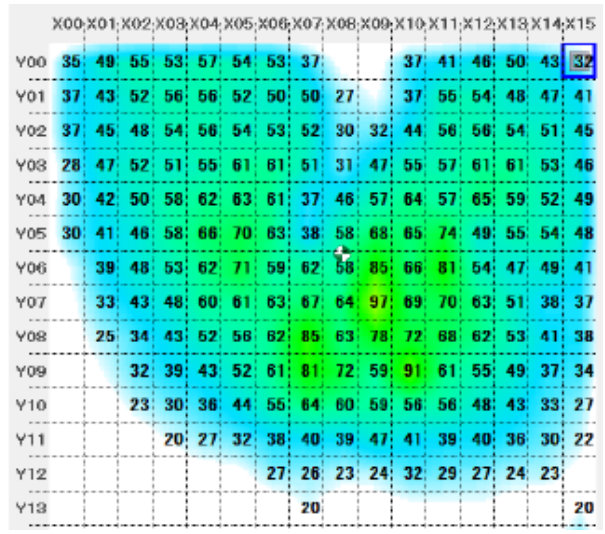 X00 X01 X02 X03 X04 X05 X06 X07 X08 X09 X10 X11 X12 X13 X14 X15
Y00 35 49 55 53 57 54 53 37 37 41 46 50 43 32
Y01 37 43 52 56 56 52 50 50 27 37 55 54 48 47 41
Y02 37 45 48 54 56 54 53 52 30 32 44 56 56 54 51 45
Y03 28 47 52 51 55 61 61 51 31 47 55 57 61 61 53 46
Y04 30 42 50 58 62 63 61 37 46 57 64 57 65 59 52 49
Y05 30 41 46 58 66 70 63 38 58 68 65 74 49 55 54 48
Y06 39 48 53 62 71 59 62 58 85 66 81 54 47 49 41
Y07 33 43 48 60 61 63 67 64 97 69 70 63 51 38 37
Y08 25 34 43 52 56 62 85 63 78 72 68 62 53 41 38
Y09 32 39 43 52 61 81 72 59 91 61 55 49 37 34
Y10 23 30 36 44 55 64 60 59 56 56 48 43 33 27
Y11 20 27 32 38 40 39 47 41 39 40 36 30 22
Y12 27 26 23 24 32 29 27 24 23
Y13 20 20